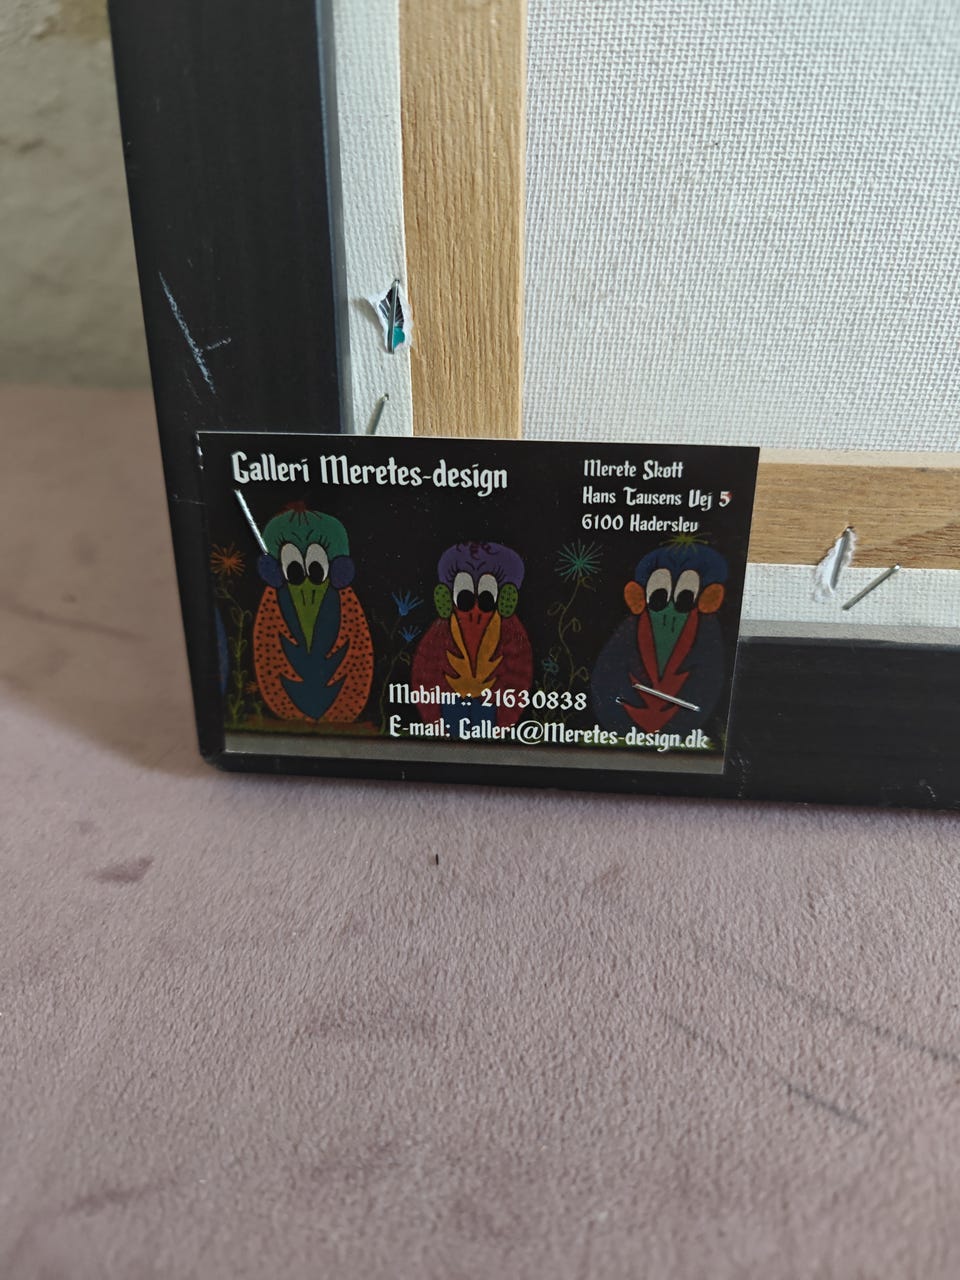 Galleri Meretes-design
Merete Skøtt
Hans Tausens Vej 5
6100 Haderslev
Mobilnr.: 21630838
E-mail: Galleri@Meretes-design.dk